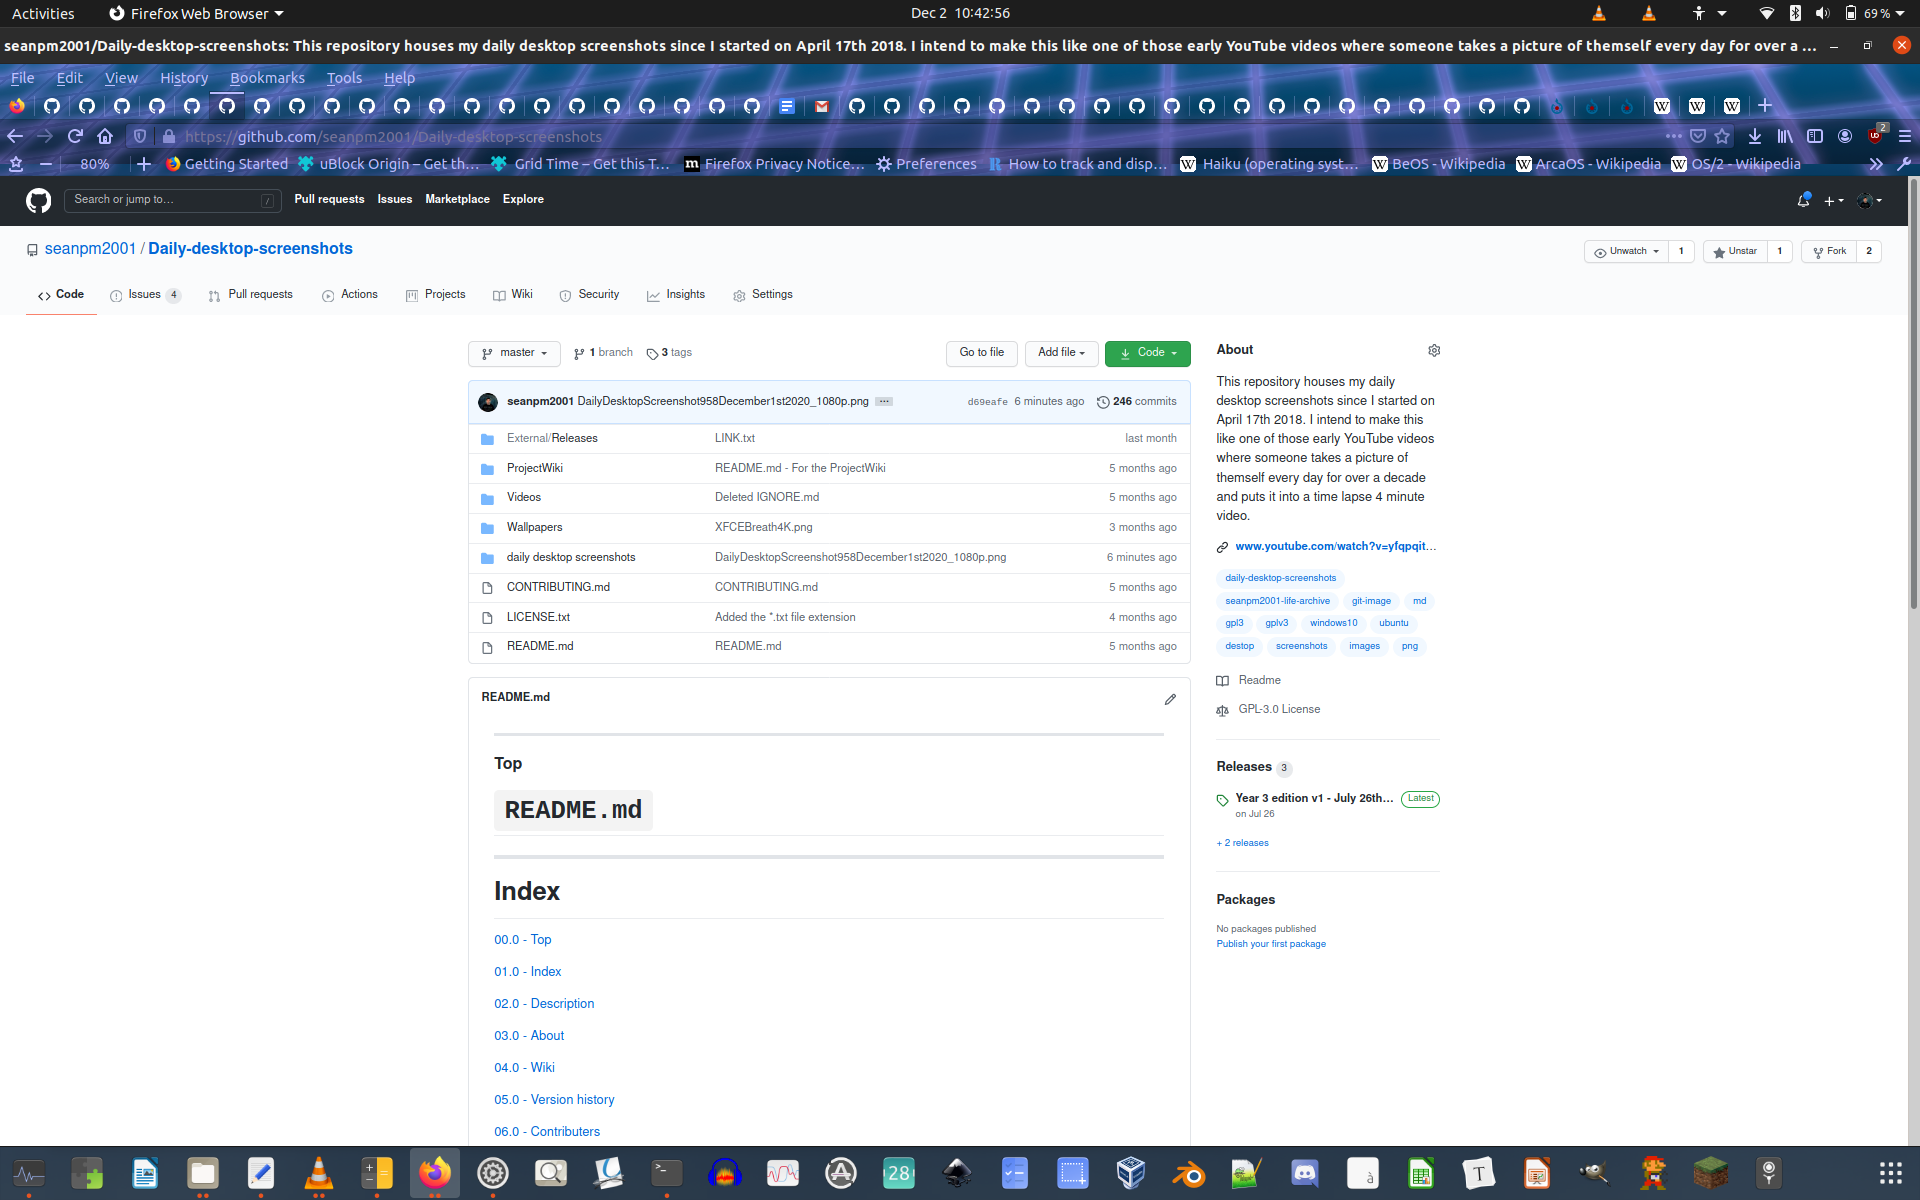 Activities Firefox Web Browser Dec 2 10:42:56 69 %
seanpm2001/Daily-desktop-screenshots: This repository houses my daily desktop screenshots since I started on April 17th 2018. I intend to make this like one of those early YouTube videos where someone takes a picture of themself every day for over a ...
File Edit View History Bookmarks Tools Help
https://github.com/seanpm2001/Daily-desktop-screenshots 2
80% Getting Started uBlock Origin – Get th… Grid Time – Get this T… Firefox Privacy Notice… Preferences How to track and disp… Haiku (operating syst… BeOS - Wikipedia ArcaOS - Wikipedia OS/2 - Wikipedia
Search or jump to… / Pull requests Issues Marketplace Explore
seanpm2001 / Daily-desktop-screenshots Unwatch 1 Unstar 1 Fork 2
Code Issues 4 Pull requests Actions Projects Wiki Security Insights Settings
master 1 branch 3 tags Go to file Add file Code
seanpm2001 DailyDesktopScreenshot958December1st2020_1080p.png ... d69eafe 6 minutes ago 246 commits
External/Releases LINK.txt last month
ProjectWiki README.md - For the ProjectWiki 5 months ago
Videos Deleted IGNORE.md 5 months ago
Wallpapers XFCEBreath4K.png 3 months ago
daily desktop screenshots DailyDesktopScreenshot958December1st2020_1080p.png 6 minutes ago
CONTRIBUTING.md CONTRIBUTING.md 5 months ago
LICENSE.txt Added the *.txt file extension 4 months ago
README.md README.md 5 months ago
README.md
Top
README.md
Index
00.0 - Top
01.0 - Index
02.0 - Description
03.0 - About
04.0 - Wiki
05.0 - Version history
06.0 - Contributers
About
This repository houses my daily
desktop screenshots since I started on
April 17th 2018. I intend to make this
like one of those early YouTube videos
where someone takes a picture of
themself every day for over a decade
and puts it into a time lapse 4 minute
video.
www.youtube.com/watch?v=yfqpqit...
daily-desktop-screenshots
seanpm2001-life-archive git-image md
gpl3 gplv3 windows10 ubuntu
destop screenshots images png
Readme
GPL-3.0 License
Releases 3
Year 3 edition v1 - July 26th... Latest
on Jul 26
+ 2 releases
Packages
No packages published
Publish your first package
28